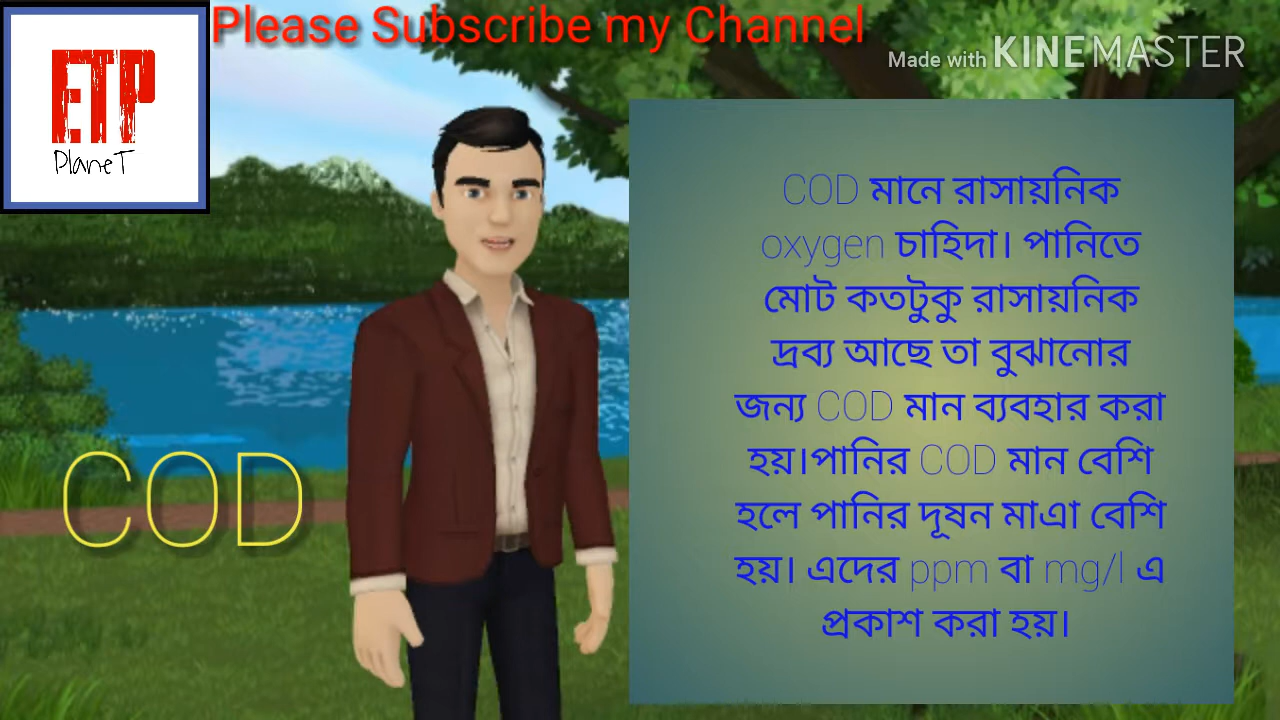 Please Subscribe my Channel
Made with KINEMASTER
ETP
PlaneT
COD মানে রাসায়নিক
oxygen চাহিদা। পানিতে
মোট কতটুকু রাসায়নিক
দ্রব্য আছে তা বুঝানোর
জন্য COD মান ব্যবহার করা
হয়।পানির COD মান বেশি
হলে পানির দূষন মাএা বেশি
হয়। এদের ppm বা mg/l এ
প্রকাশ করা হয়।
COD